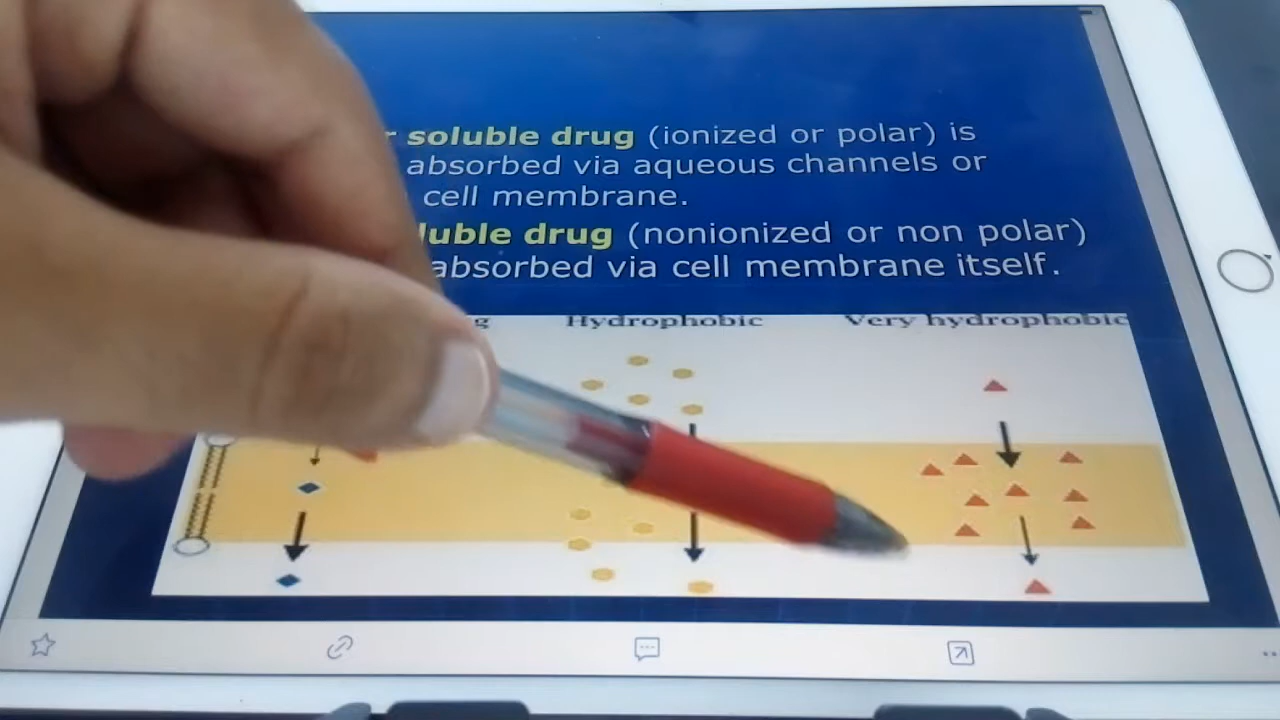 soluble drug (ionized or polar) is
absorbed via aqueous channels or
cell membrane.
drug (nonionized or non polar)
absorbed via cell membrane itself.
Hydrophobic Very hydrophobic